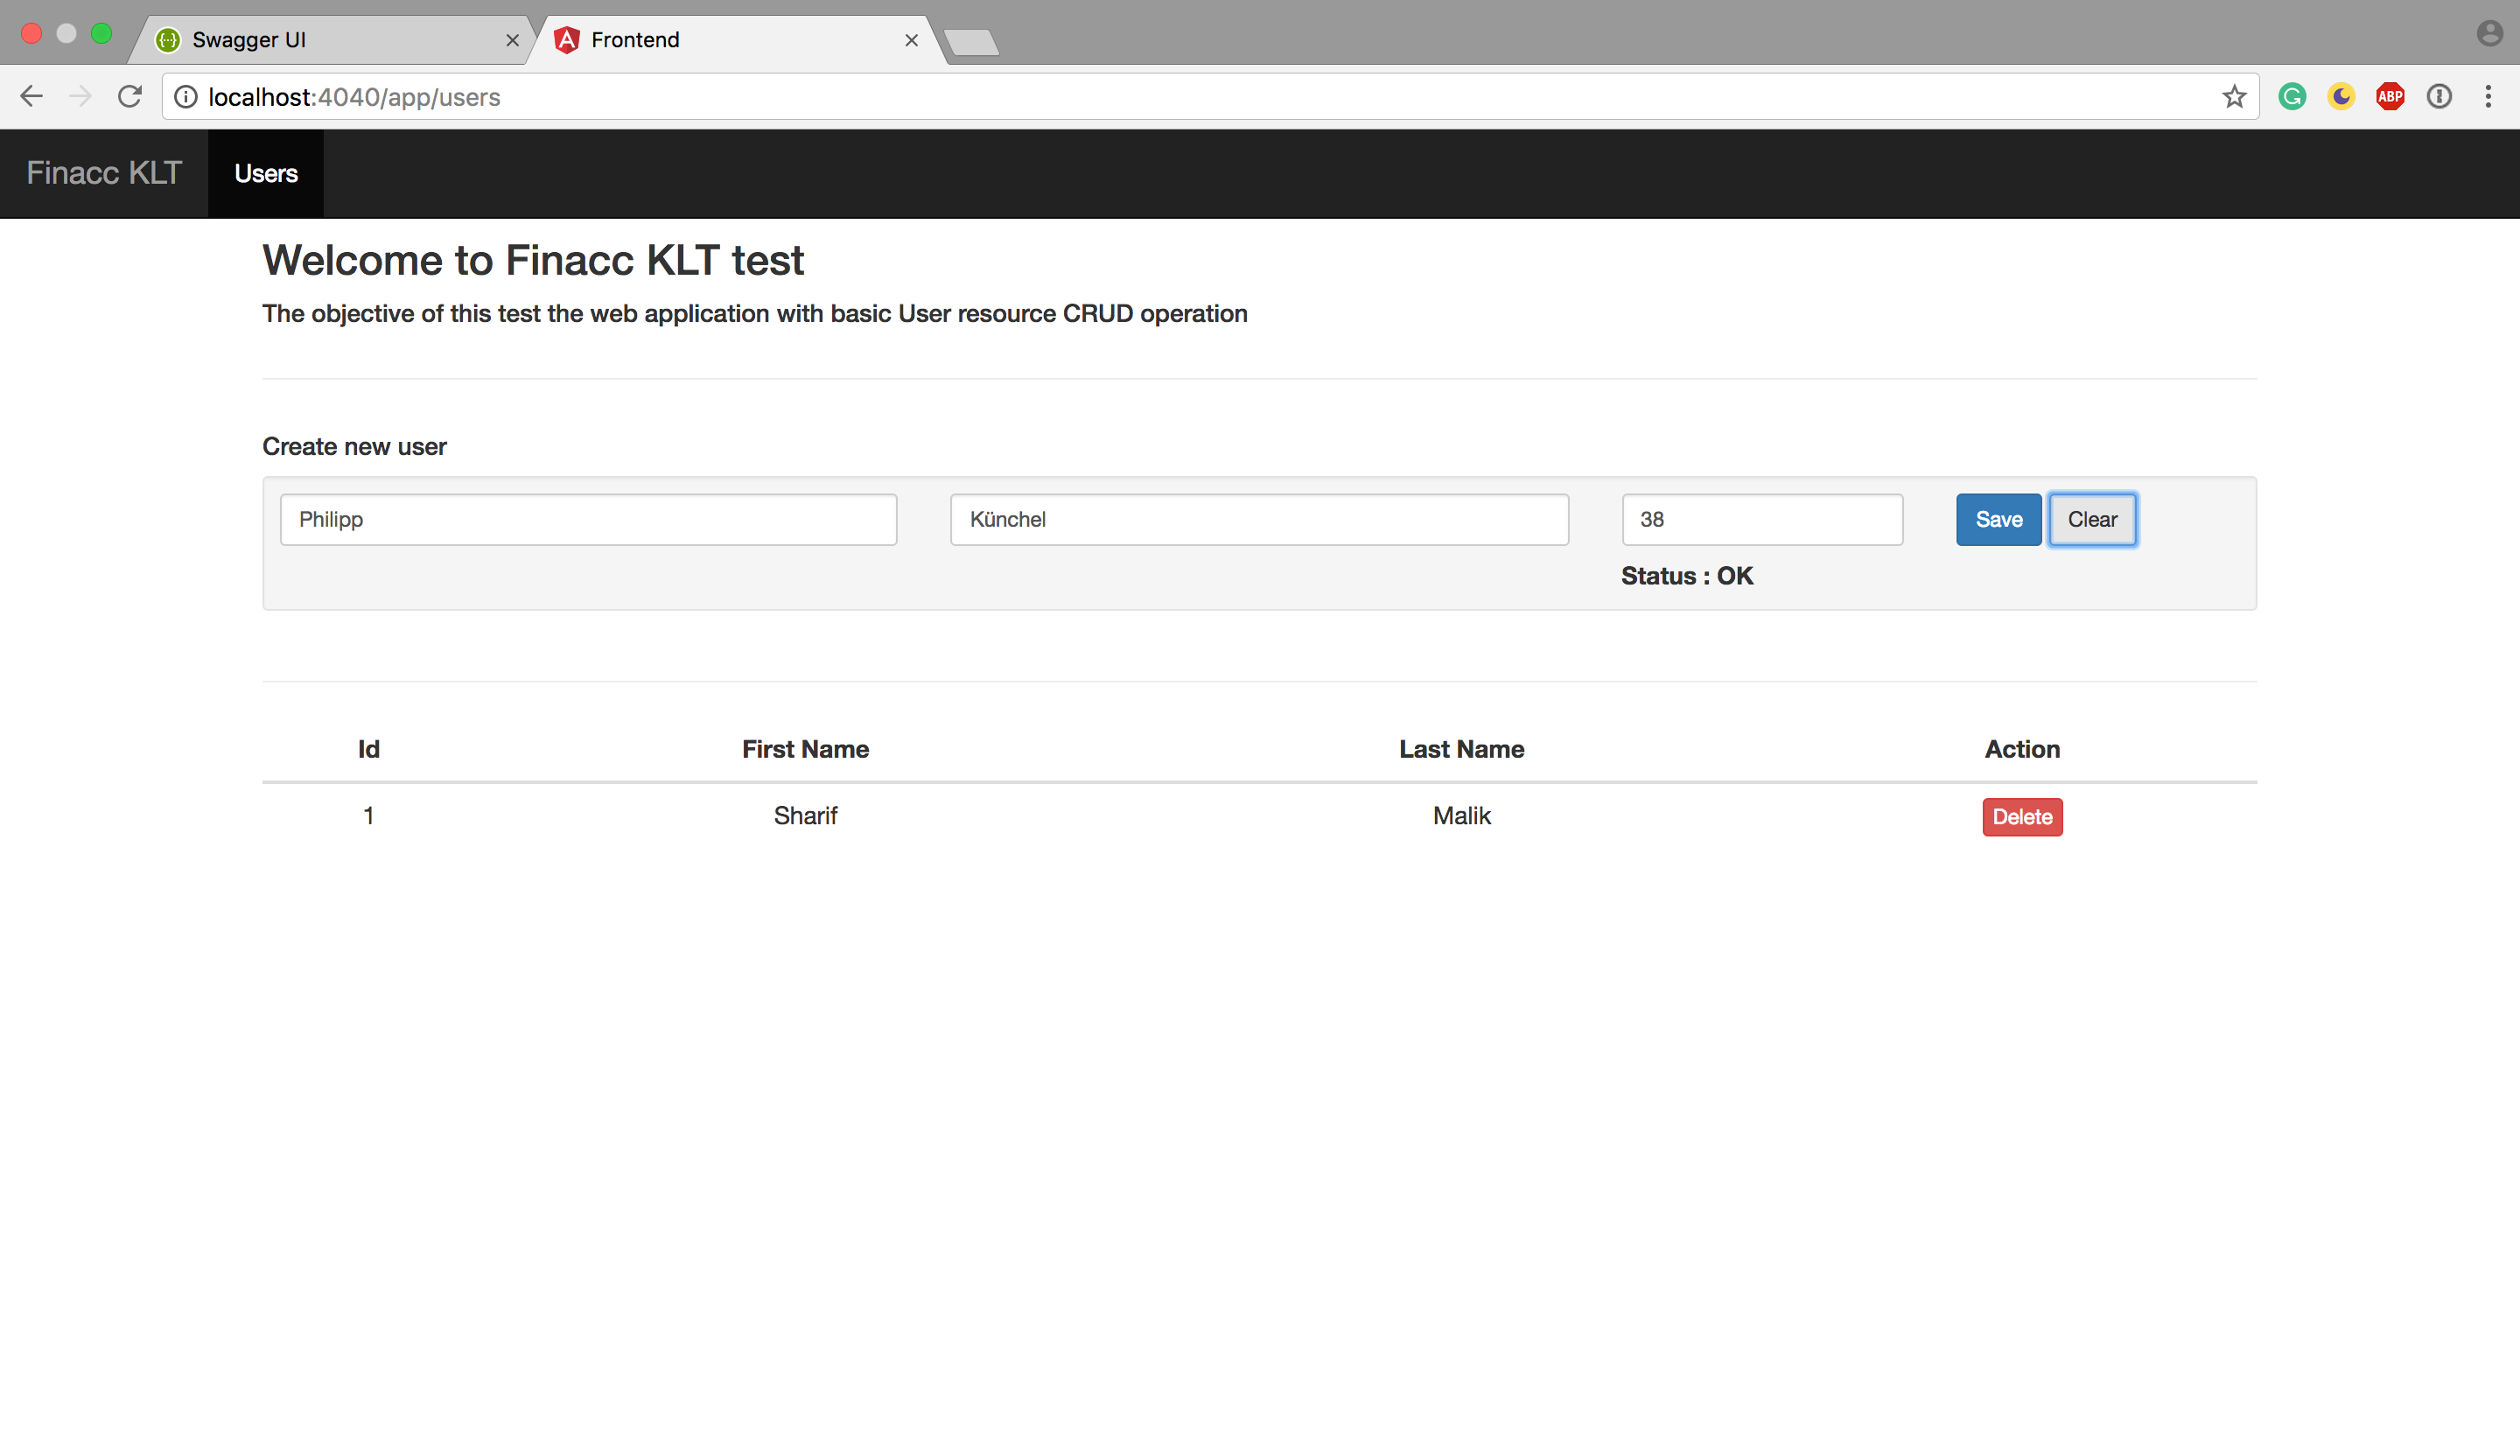 Swagger UI
Frontend
localhost:4040/app/users
ABP
Finacc KLT
Users
Welcome to Finacc KLT test
The objective of this test the web application with basic User resource CRUD operation
Create new user
Philipp
Künchel
38
Save
Clear
Status : OK
Id First Name Last Name Action
1 Sharif Malik Delete